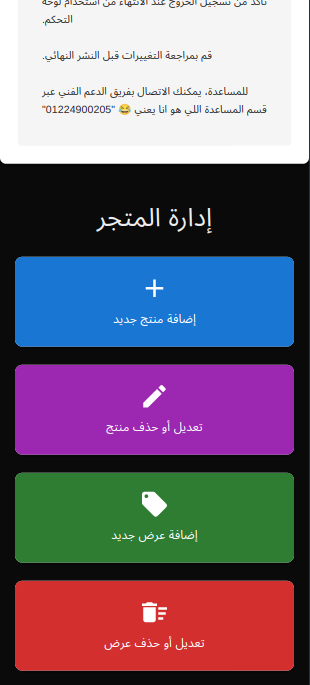 تأكد من تسجيل الخروج عند الانتهاء من استخدام لوحة
التحكم.
قم بمراجعة التغييرات قبل النشر النهائي.
للمساعدة، يمكنك الاتصال بفريق الدعم الفني عبر
قسم المساعدة اللي هو انا يعني 😂 "01224900205"
إدارة المتجر
إضافة منتج جديد
تعديل أو حذف منتج
إضافة عرض جديد
تعديل أو حذف عرض